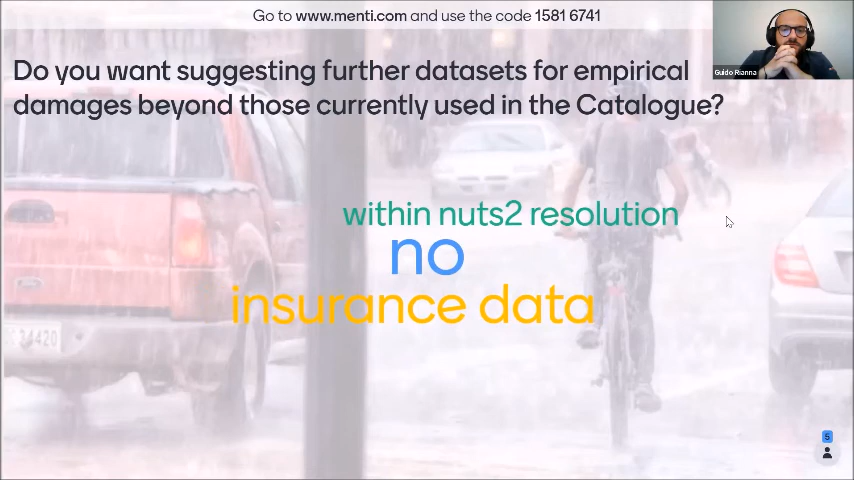 Go to www.menti.com and use the code 1581 6741
Guido Rianna
Do you want suggesting further datasets for empirical
damages beyond those currently used in the Catalogue?
within nuts2 resolution
no
insurance data
34420
5